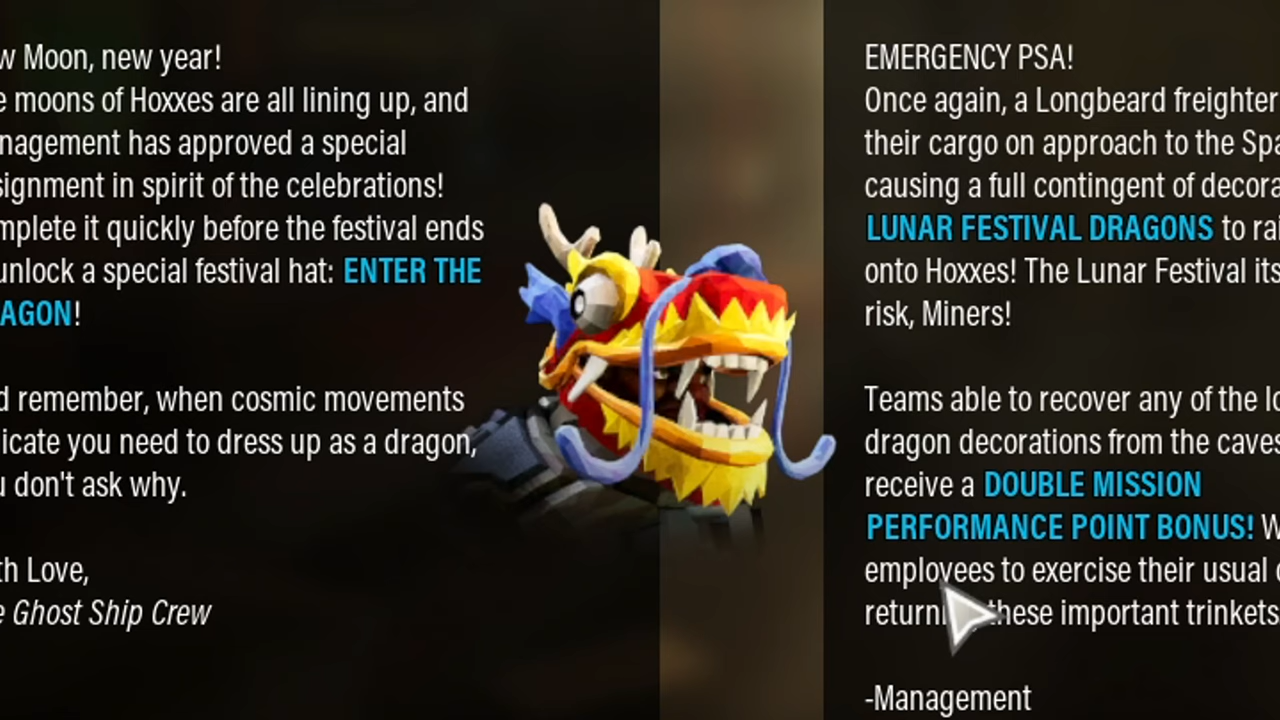 w Moon, new year!
e moons of Hoxxes are all lining up, and
nagement has approved a special
signment in spirit of the celebrations!
mplete it quickly before the festival ends
unlock a special festival hat: ENTER THE
AGON!
d remember, when cosmic movements
icate you need to dress up as a dragon,
u don't ask why.
th Love,
e Ghost Ship Crew
EMERGENCY PSA!
Once again, a Longbeard freighter
their cargo on approach to the Spa
causing a full contingent of decora
LUNAR FESTIVAL DRAGONS to rai
onto Hoxxes! The Lunar Festival its
risk, Miners!
Teams able to recover any of the lo
dragon decorations from the caves
receive a DOUBLE MISSION
PERFORMANCE POINT BONUS! W
employees to exercise their usual
these important trinkets
-Management